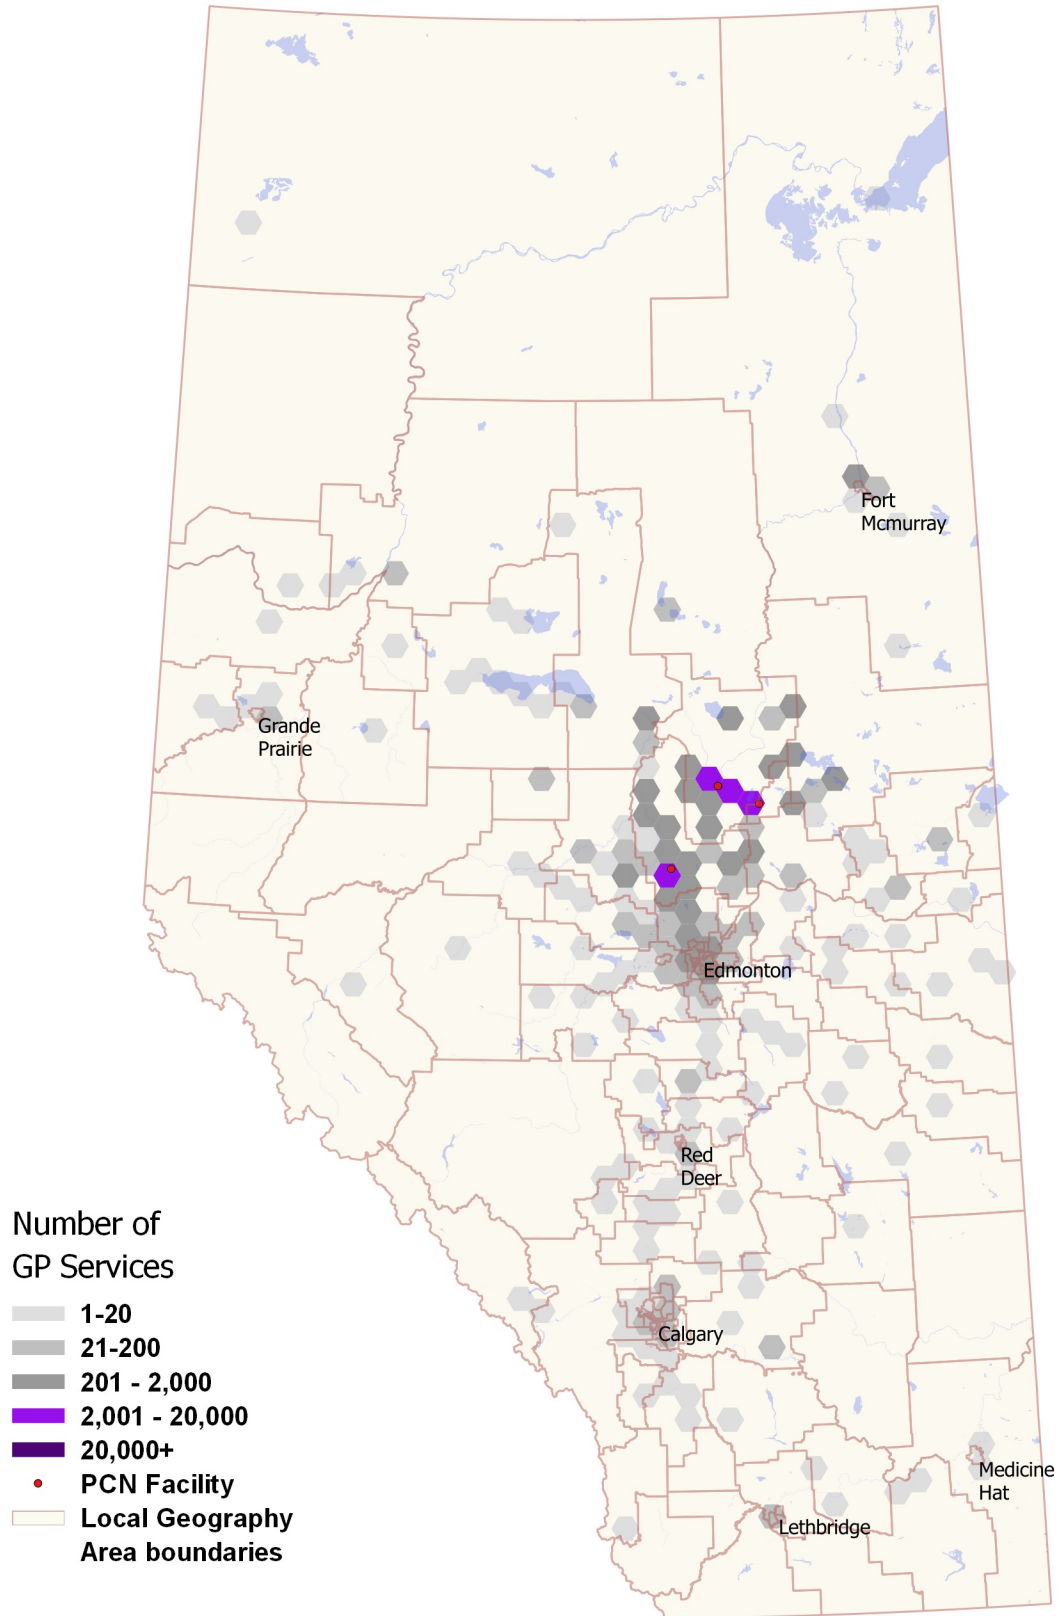 Fort
Mcmurray
Grande
Prairie
Edmonton
Red
Deer
Calgary
Medicine
Hat
Lethbridge
Number of
GP Services
1-20
21-200
201 - 2,000
2,001 - 20,000
20,000+
PCN Facility
Local Geography
Area boundaries